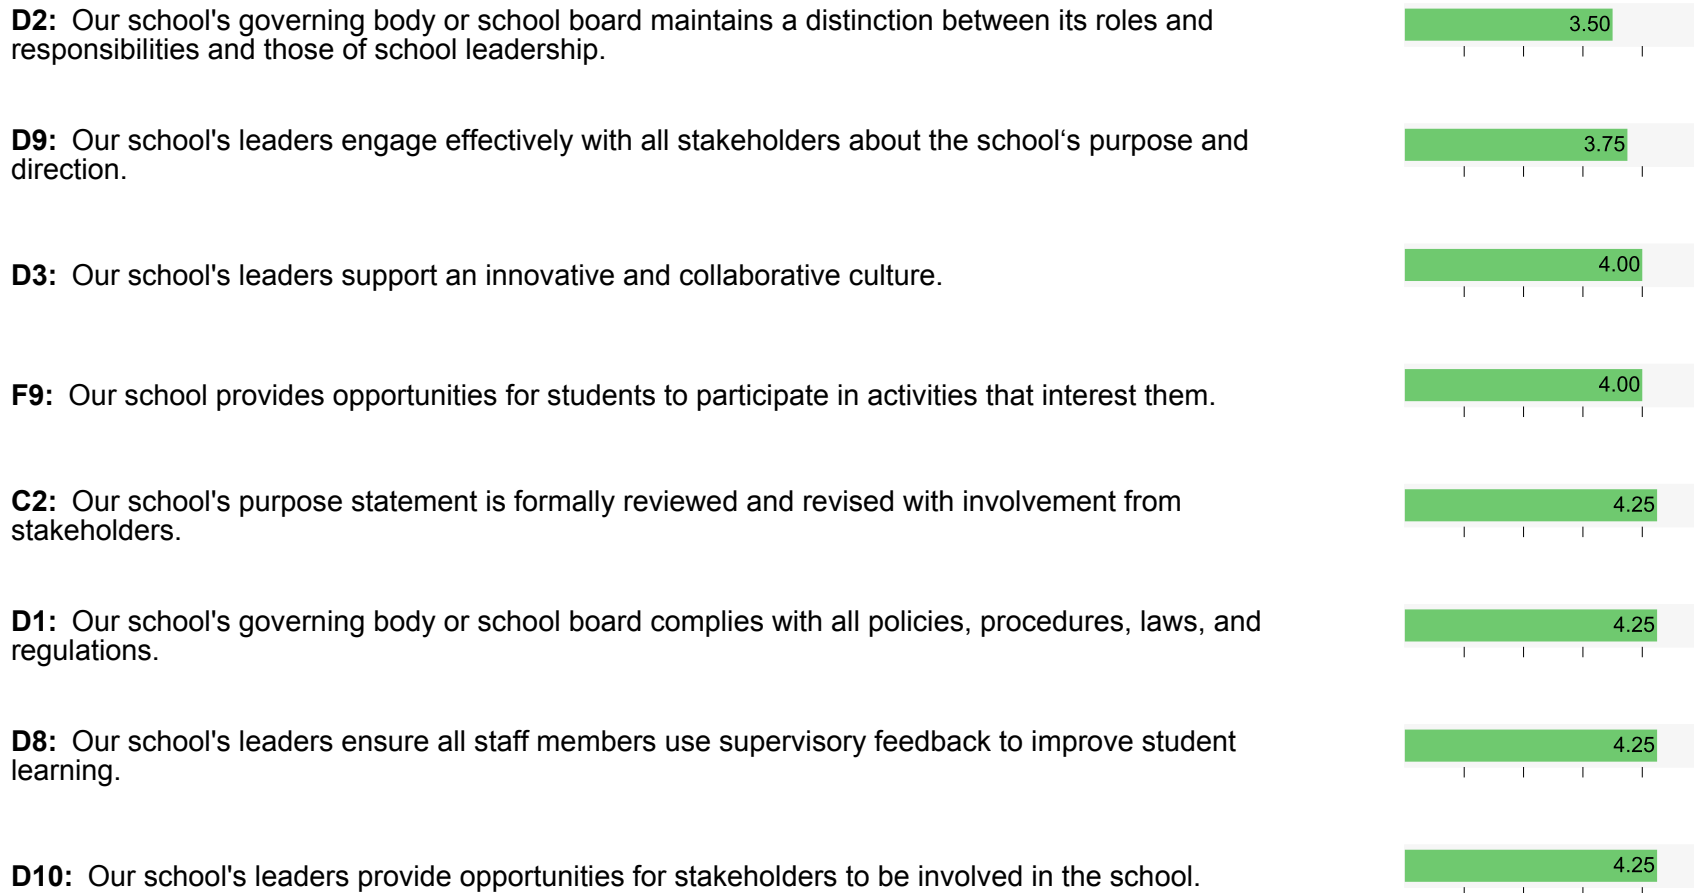 D2: Our school's governing body or school board maintains a distinction between its roles and
responsibilities and those of school leadership.
3.50
D9: Our school's leaders engage effectively with all stakeholders about the school‘s purpose and
direction.
3.75
D3: Our school's leaders support an innovative and collaborative culture.
4.00
F9: Our school provides opportunities for students to participate in activities that interest them.
4.00
C2: Our school's purpose statement is formally reviewed and revised with involvement from
stakeholders.
4.25
D1: Our school's governing body or school board complies with all policies, procedures, laws, and
regulations.
4.25
D8: Our school's leaders ensure all staff members use supervisory feedback to improve student
learning.
4.25
D10: Our school's leaders provide opportunities for stakeholders to be involved in the school.
4.25